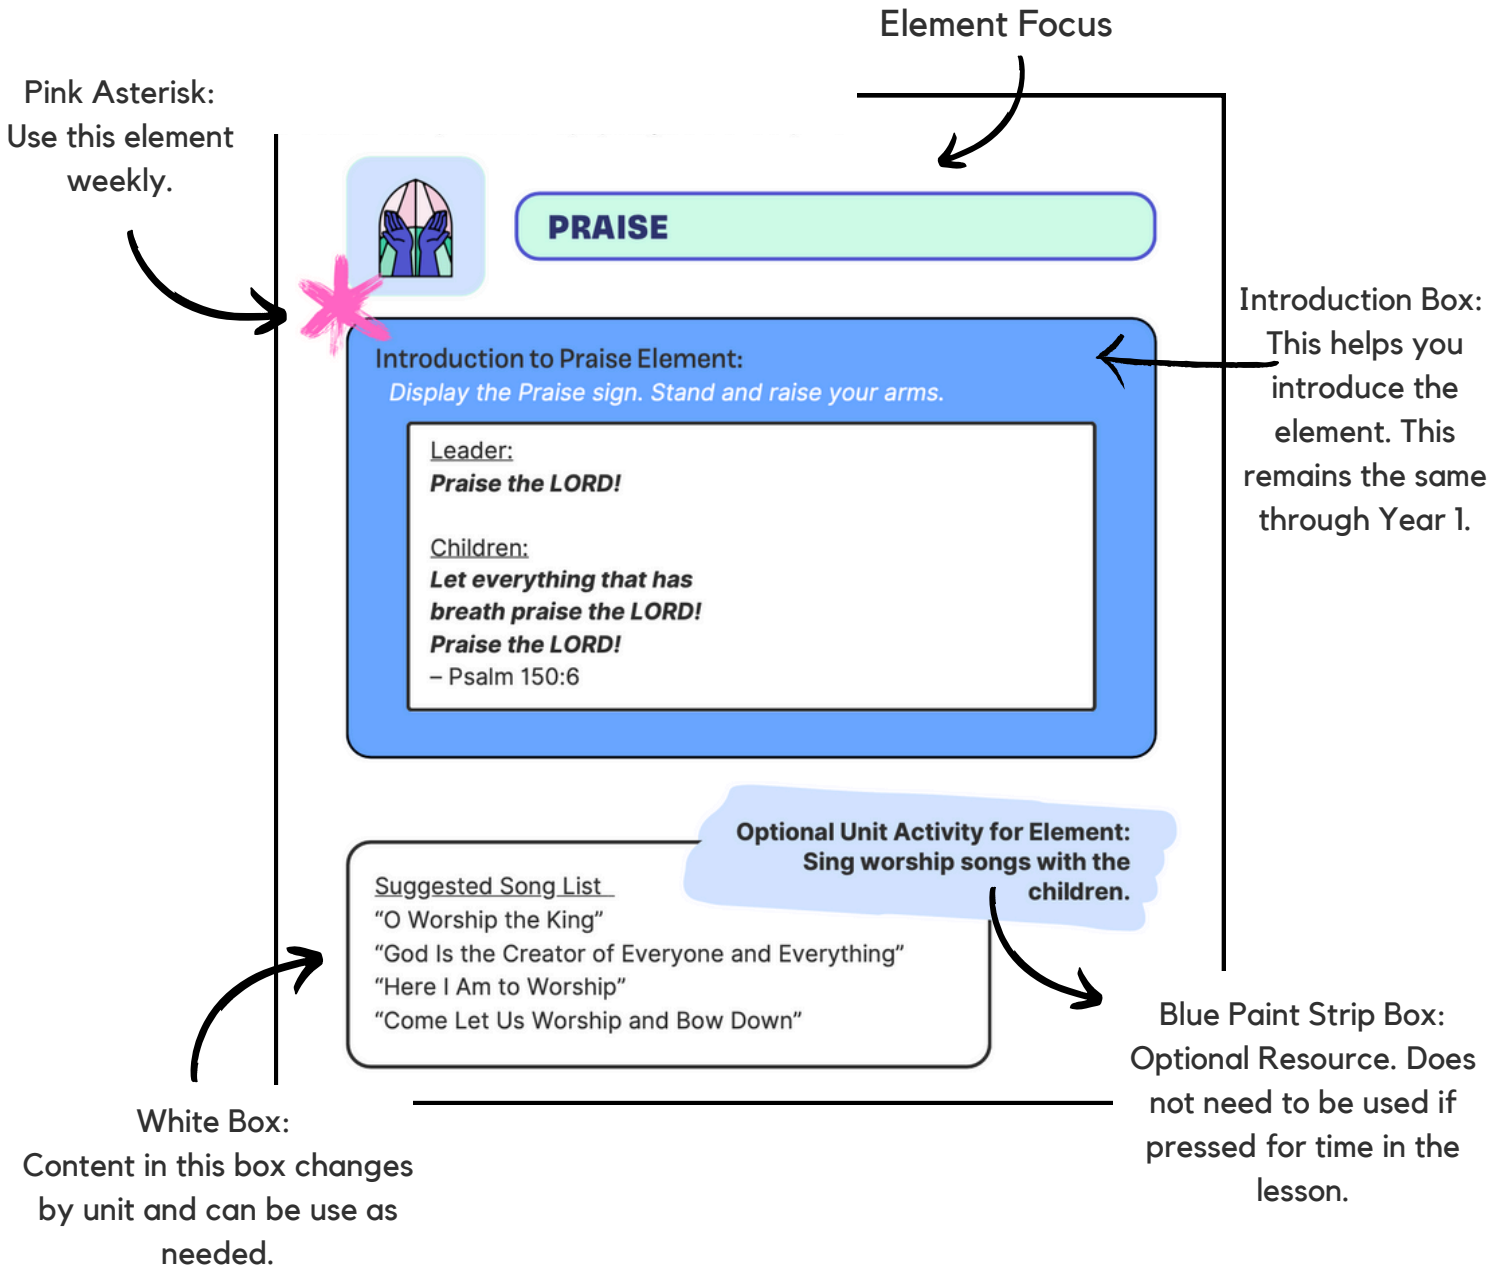 Element Focus
Pink Asterisk:
Use this element
weekly.
PRAISE
Introduction Box:
This helps you
introduce the
element. This
remains the same
through Year 1.
Introduction to Praise Element:
Display the Praise sign. Stand and raise your arms.
Leader:
Praise the LORD!
Children:
Let everything that has
breath praise the LORD!
Praise the LORD!
– Psalm 150:6
Optional Unit Activity for Element:
Sing worship songs with the
children.
Suggested Song List
“O Worship the King”
“God Is the Creator of Everyone and Everything”
“Here I Am to Worship”
“Come Let Us Worship and Bow Down”
Blue Paint Strip Box:
Optional Resource. Does
not need to be used if
pressed for time in the
lesson.
White Box:
Content in this box changes
by unit and can be use as
needed.